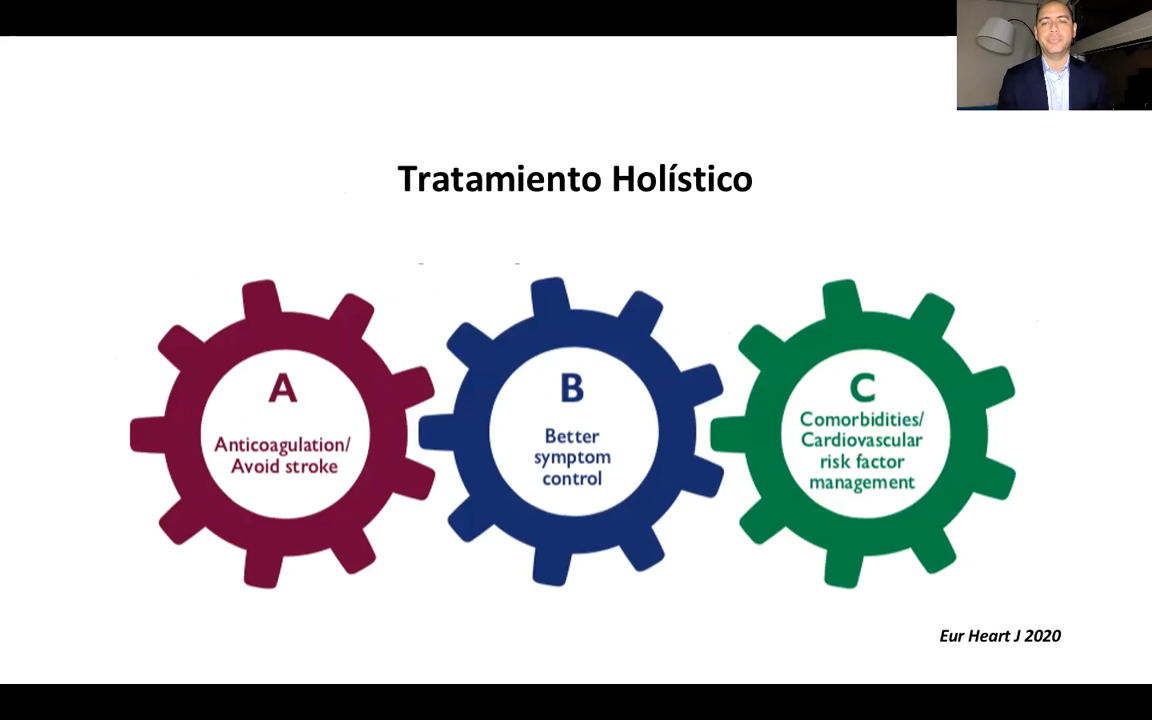 Tratamiento Holístico
A
Anticoagulation/
Avoid stroke
B
Better
symptom
control
C
Comorbidities/
Cardiovascular
risk factor
management
Eur Heart J 2020